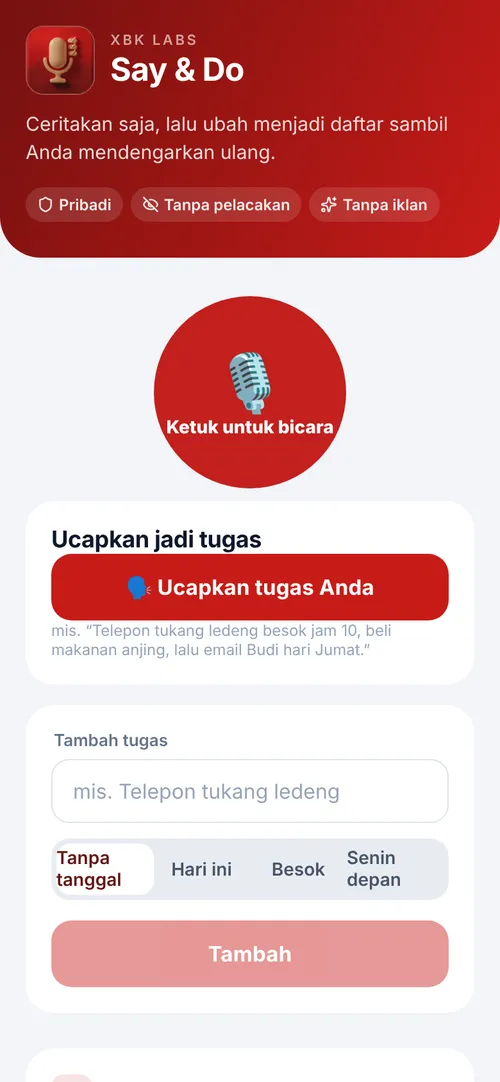 XBK LABS
Say & Do
Ceritakan saja, lalu ubah menjadi daftar sambil
Anda mendengarkan ulang.
Pribadi
Tanpa pelacakan
Tanpa iklan
Ketuk untuk bicara
Ucapkan jadi tugas
Ucapkan tugas Anda
mis. “Telepon tukang ledeng besok jam 10, beli
makanan anjing, lalu email Budi hari Jumat.”
Tambah tugas
mis. Telepon tukang ledeng
Tanpa
tanggal
Hari ini
Besok
Senin
depan
Tambah